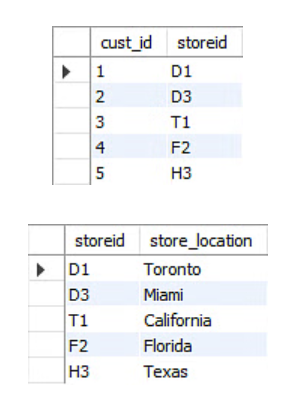 cust_id storeid
1 D1
2 D3
3 T1
4 F2
5 H3
storeid store_location
D1 Toronto
D3 Miami
T1 California
F2 Florida
H3 Texas